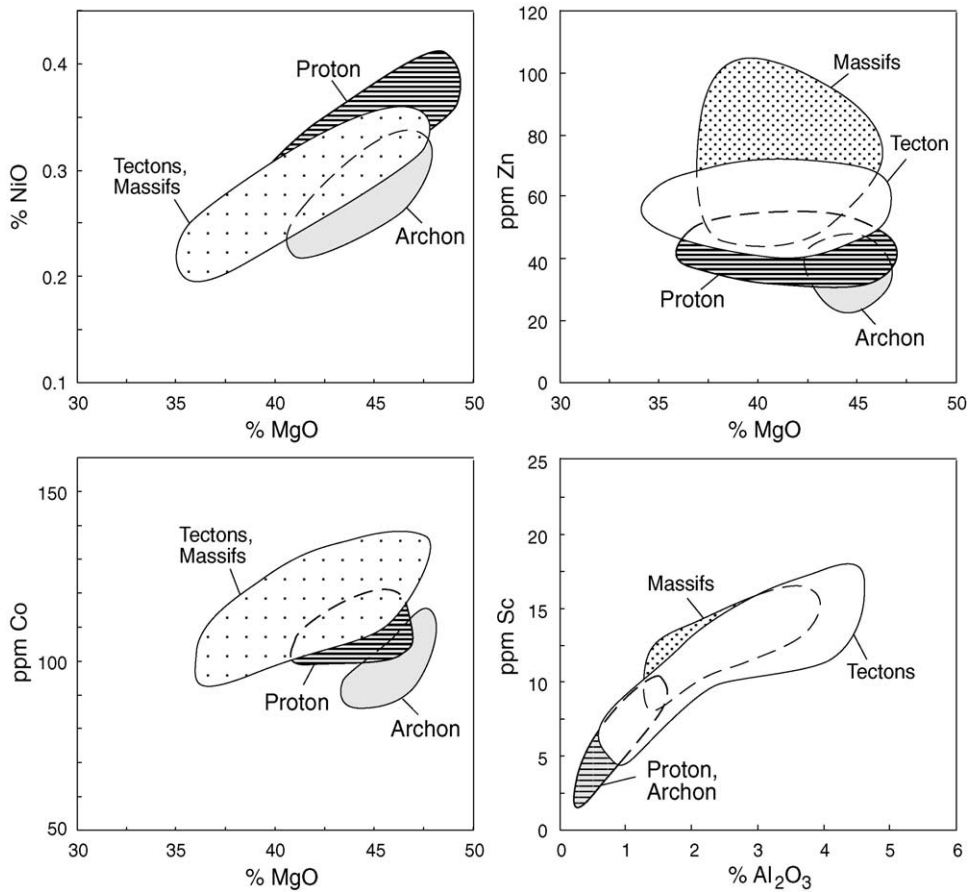 0.4
0.3
0.2
0.1
% NiO
Proton
Tectons,
Massifs
Archon
30
35
40
45
50
% MgO
120
100
80
60
40
20
0
ppm Zn
Massifs
Tecton
Proton
Archon
30
35
40
45
50
% MgO
150
100
50
ppm Co
Tectons,
Massifs
Proton
Archon
30
35
40
45
50
% MgO
25
20
15
10
5
0
ppm Sc
Massifs
Tectons
Proton,
Archon
0
1
2
3
4
5
6
% Al₂O₃